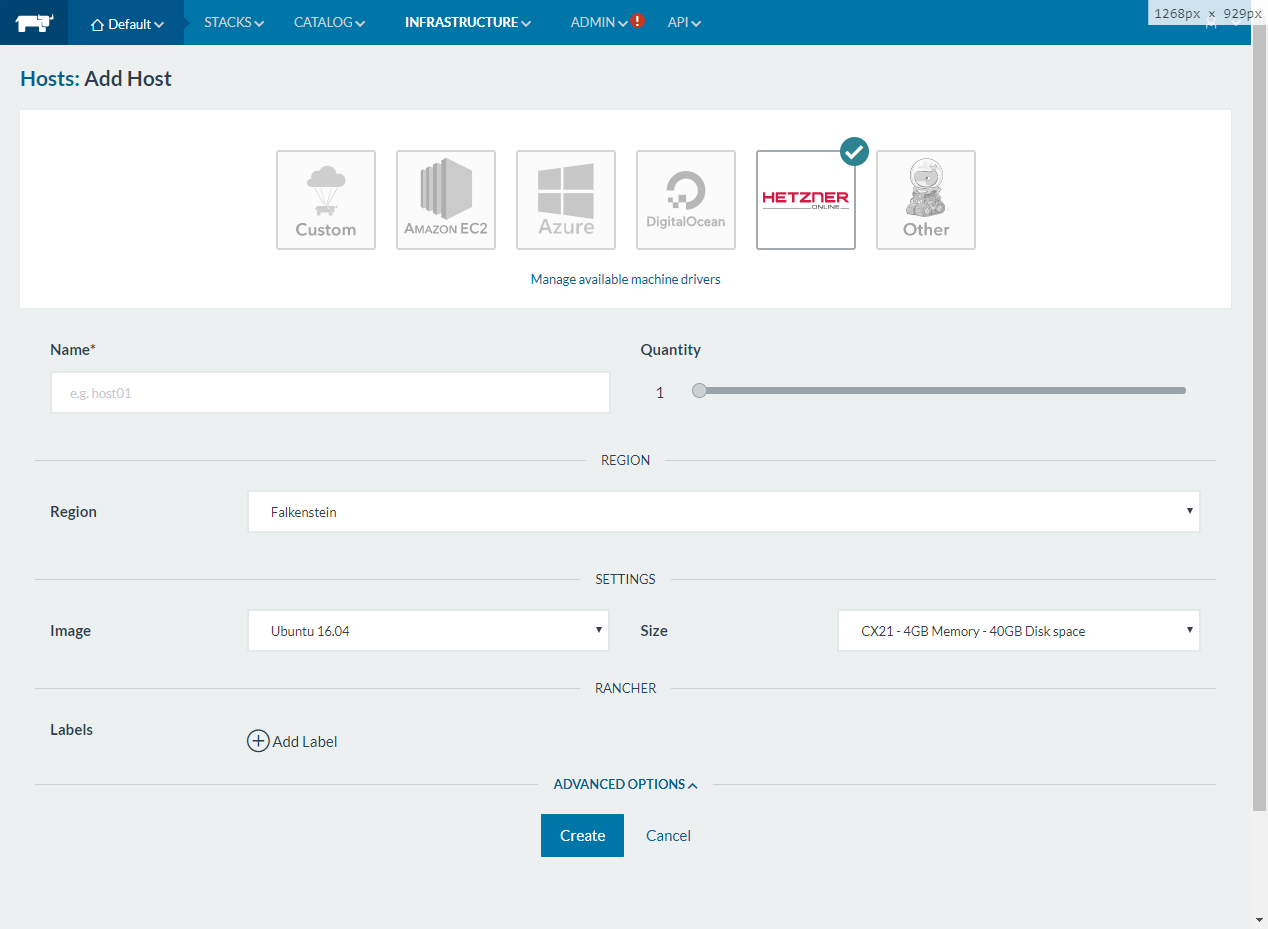 Default STACKS CATALOG INFRASTRUCTURE ADMIN ! API 1268px × 929px
Hosts: Add Host
Custom AMAZON EC2 Azure DigitalOcean HETZNER ONLINE Other
Manage available machine drivers
Name* Quantity
e.g. host01 1
REGION
Region Falkenstein
SETTINGS
Image Ubuntu 16.04 Size CX21 - 4GB Memory - 40GB Disk space
RANCHER
Labels
Add Label
ADVANCED OPTIONS
Create Cancel